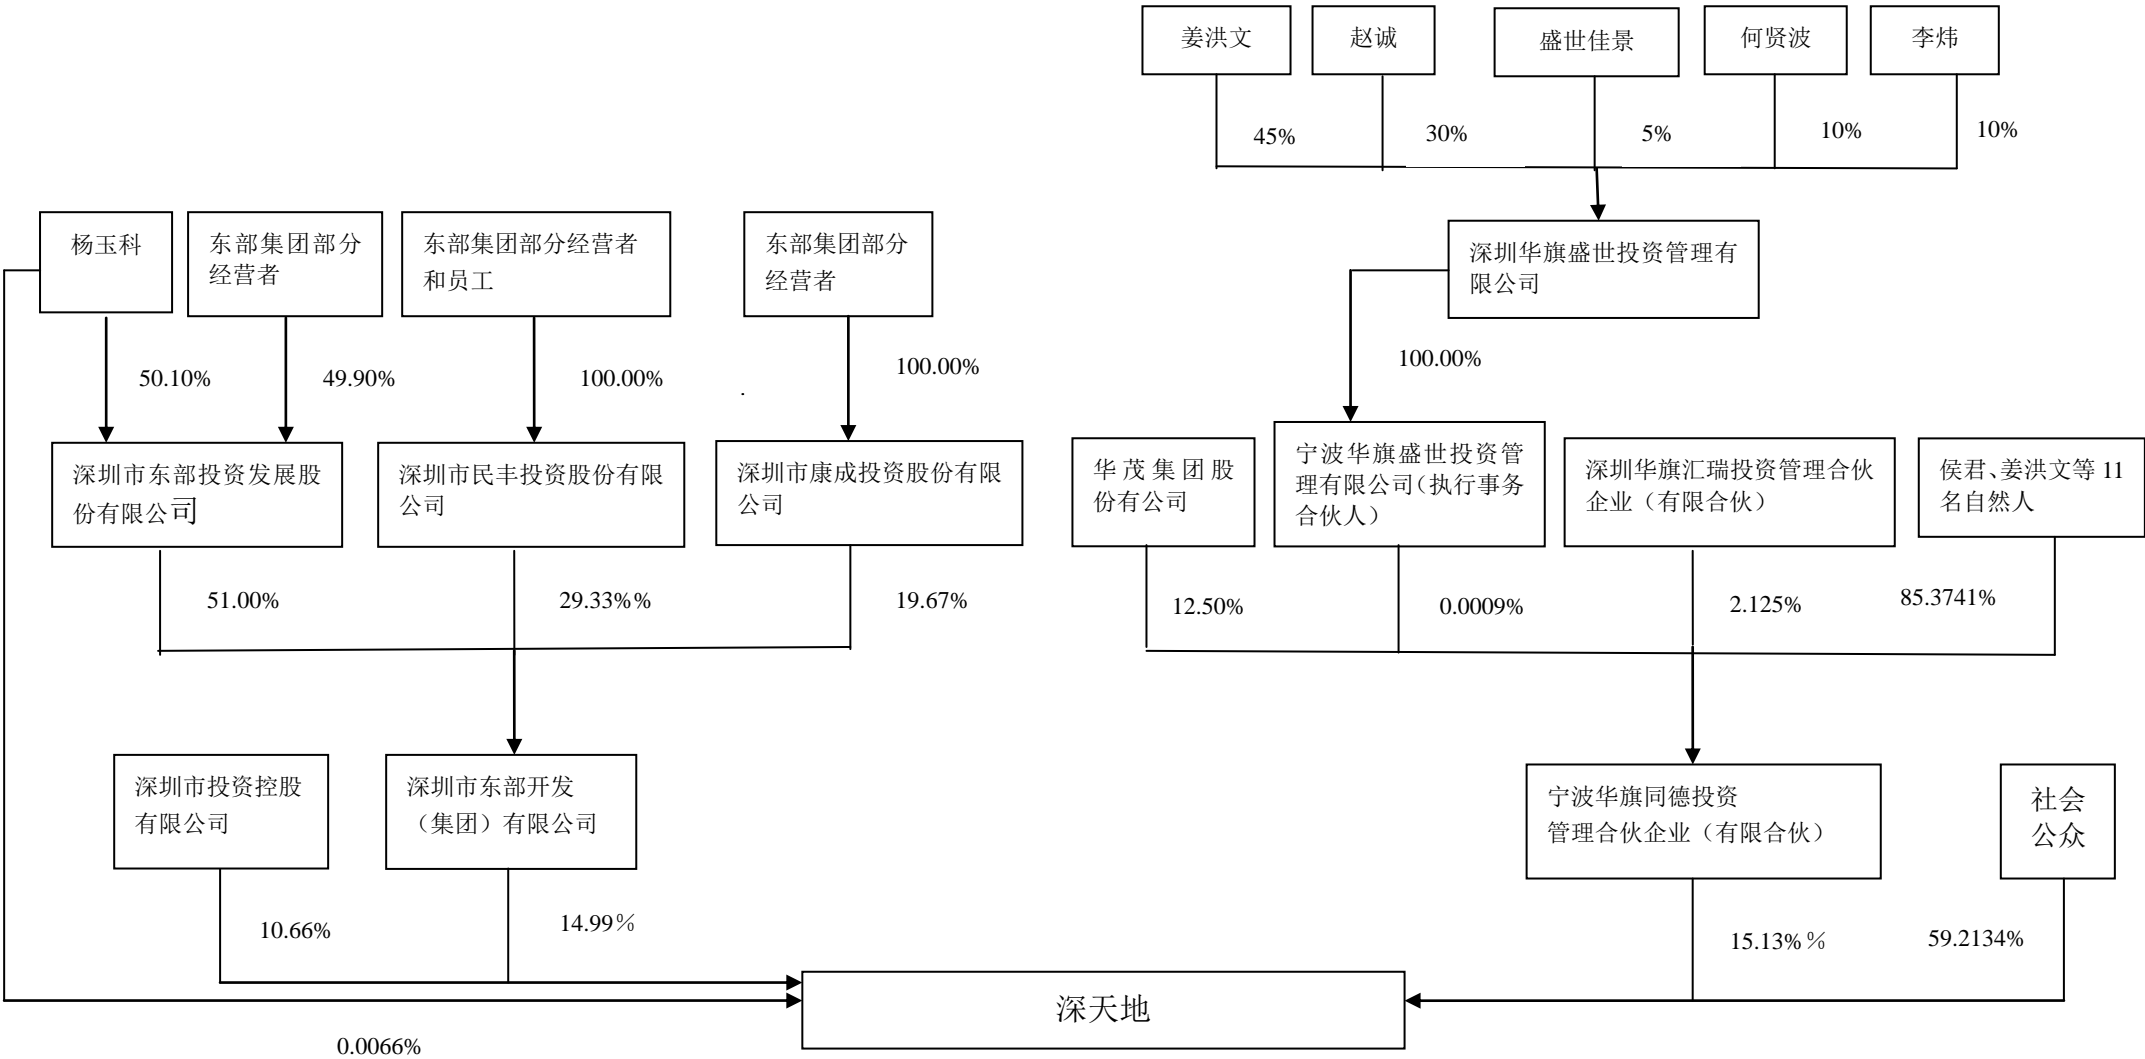 姜洪文
赵诚
盛世佳景
何贤波
李炜
45%
30%
5%
10%
10%
杨玉科
东部集团部分
经营者
东部集团部分经营者
和员工
东部集团部分
经营者
深圳华旗盛世投资管理有
限公司
50.10%
49.90%
100.00%
100.00%
100.00%
深圳市东部投资发展股
份有限公司
深圳市民丰投资股份有限
公司
深圳市康成投资股份有限
公司
华茂集团股
份有公司
宁波华旗盛世投资管
理有限公司（执行事务
合伙人）
深圳华旗汇瑞投资管理合伙
企业（有限合伙）
侯君、姜洪文等 11
名自然人
51.00%
29.33%%
19.67%
12.50%
0.0009%
2.125%
85.3741%
深圳市投资控股
有限公司
深圳市东部开发
（集团）有限公司
宁波华旗同德投资
管理合伙企业（有限合伙）
社会
公众
10.66%
14.99％
15.13%％
59.2134%
深天地
0.0066%